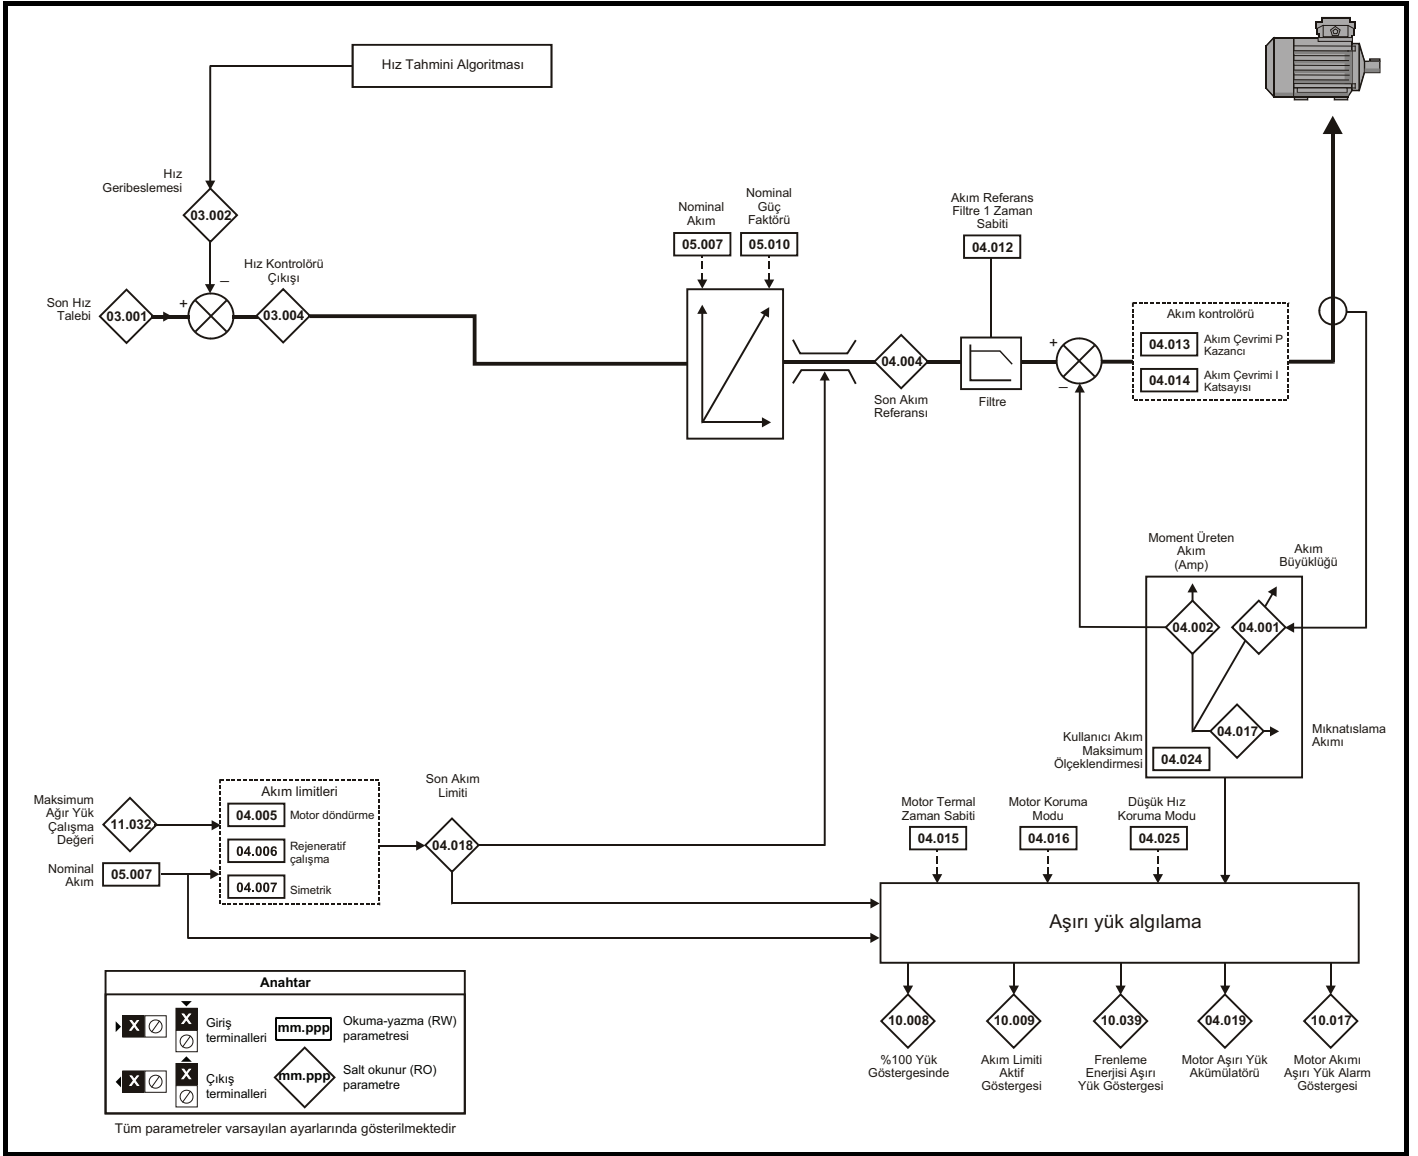 Hız Tahmini Algoritması
Hız
Geribeslemesi
03.002
Son Hız
Talebi
03.001
+
–
Hız Kontrolörü
Çıkışı
03.004
Nominal
Akım
05.007
Nominal
Güç
Faktörü
05.010
04.004
Son Akım
Referansı
Akım Referans
Filtre 1 Zaman
Sabiti
04.012
Filtre
+
–
Akım kontrolörü
04.013
Akım Çevrimi P
Kazancı
04.014
Akım Çevrimi I
Katsayısı
Moment Üreten
Akım
(Amp)
Akım
Büyüklüğü
04.002
04.001
04.017
Mıknatıslama
Akımı
Kullanıcı Akım
Maksimum
Ölçeklendirmesi
04.024
Maksimum
Ağır Yük
Çalışma
Değeri
11.032
Nominal
Akım
05.007
Akım limitleri
04.005
Motor döndürme
04.006
Rejeneratif
çalışma
04.007
Simetrik
Son Akım
Limiti
04.018
Motor Termal
Zaman Sabiti
04.015
Motor Koruma
Modu
04.016
Düşük Hız
Koruma Modu
04.025
Aşırı yük algılama
10.008
%100 Yük
Göstergesinde
10.009
Akım Limiti
Aktif
Göstergesi
10.039
Frenleme
Enerjisi Aşırı
Yük Göstergesi
04.019
Motor Aşırı Yük
Akümülatörü
10.017
Motor Akımı
Aşırı Yük Alarm
Göstergesi
Anahtar
X
X
Giriş
terminalleri
mm.ppp
Okuma-yazma (RW)
parametresi
X
X
Çıkış
terminalleri
mm.ppp
Salt okunur (RO)
parametre
Tüm parametreler varsayılan ayarlarında gösterilmektedir